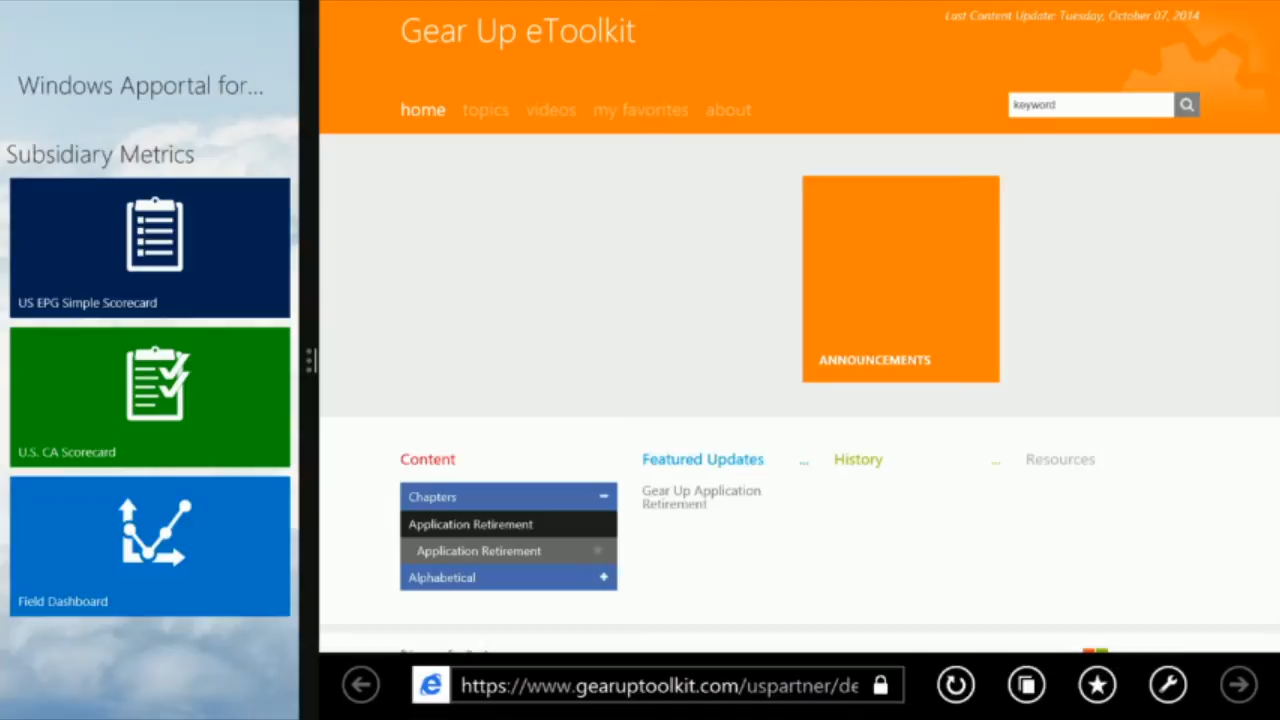 Windows Apportal for...
Subsidiary Metrics
US EPG Simple Scorecard
U.S. CA Scorecard
Field Dashboard
Gear Up eToolkit
Last Content Update: Tuesday, October 07, 2014
home topics videos my favorites about
keyword
ANNOUNCEMENTS
Content
Chapters
Application Retirement
Application Retirement
Alphabetical
Featured Updates ...
Gear Up Application
Retirement
History ...
Resources
https://www.gearuptoolkit.com/uspartner/de